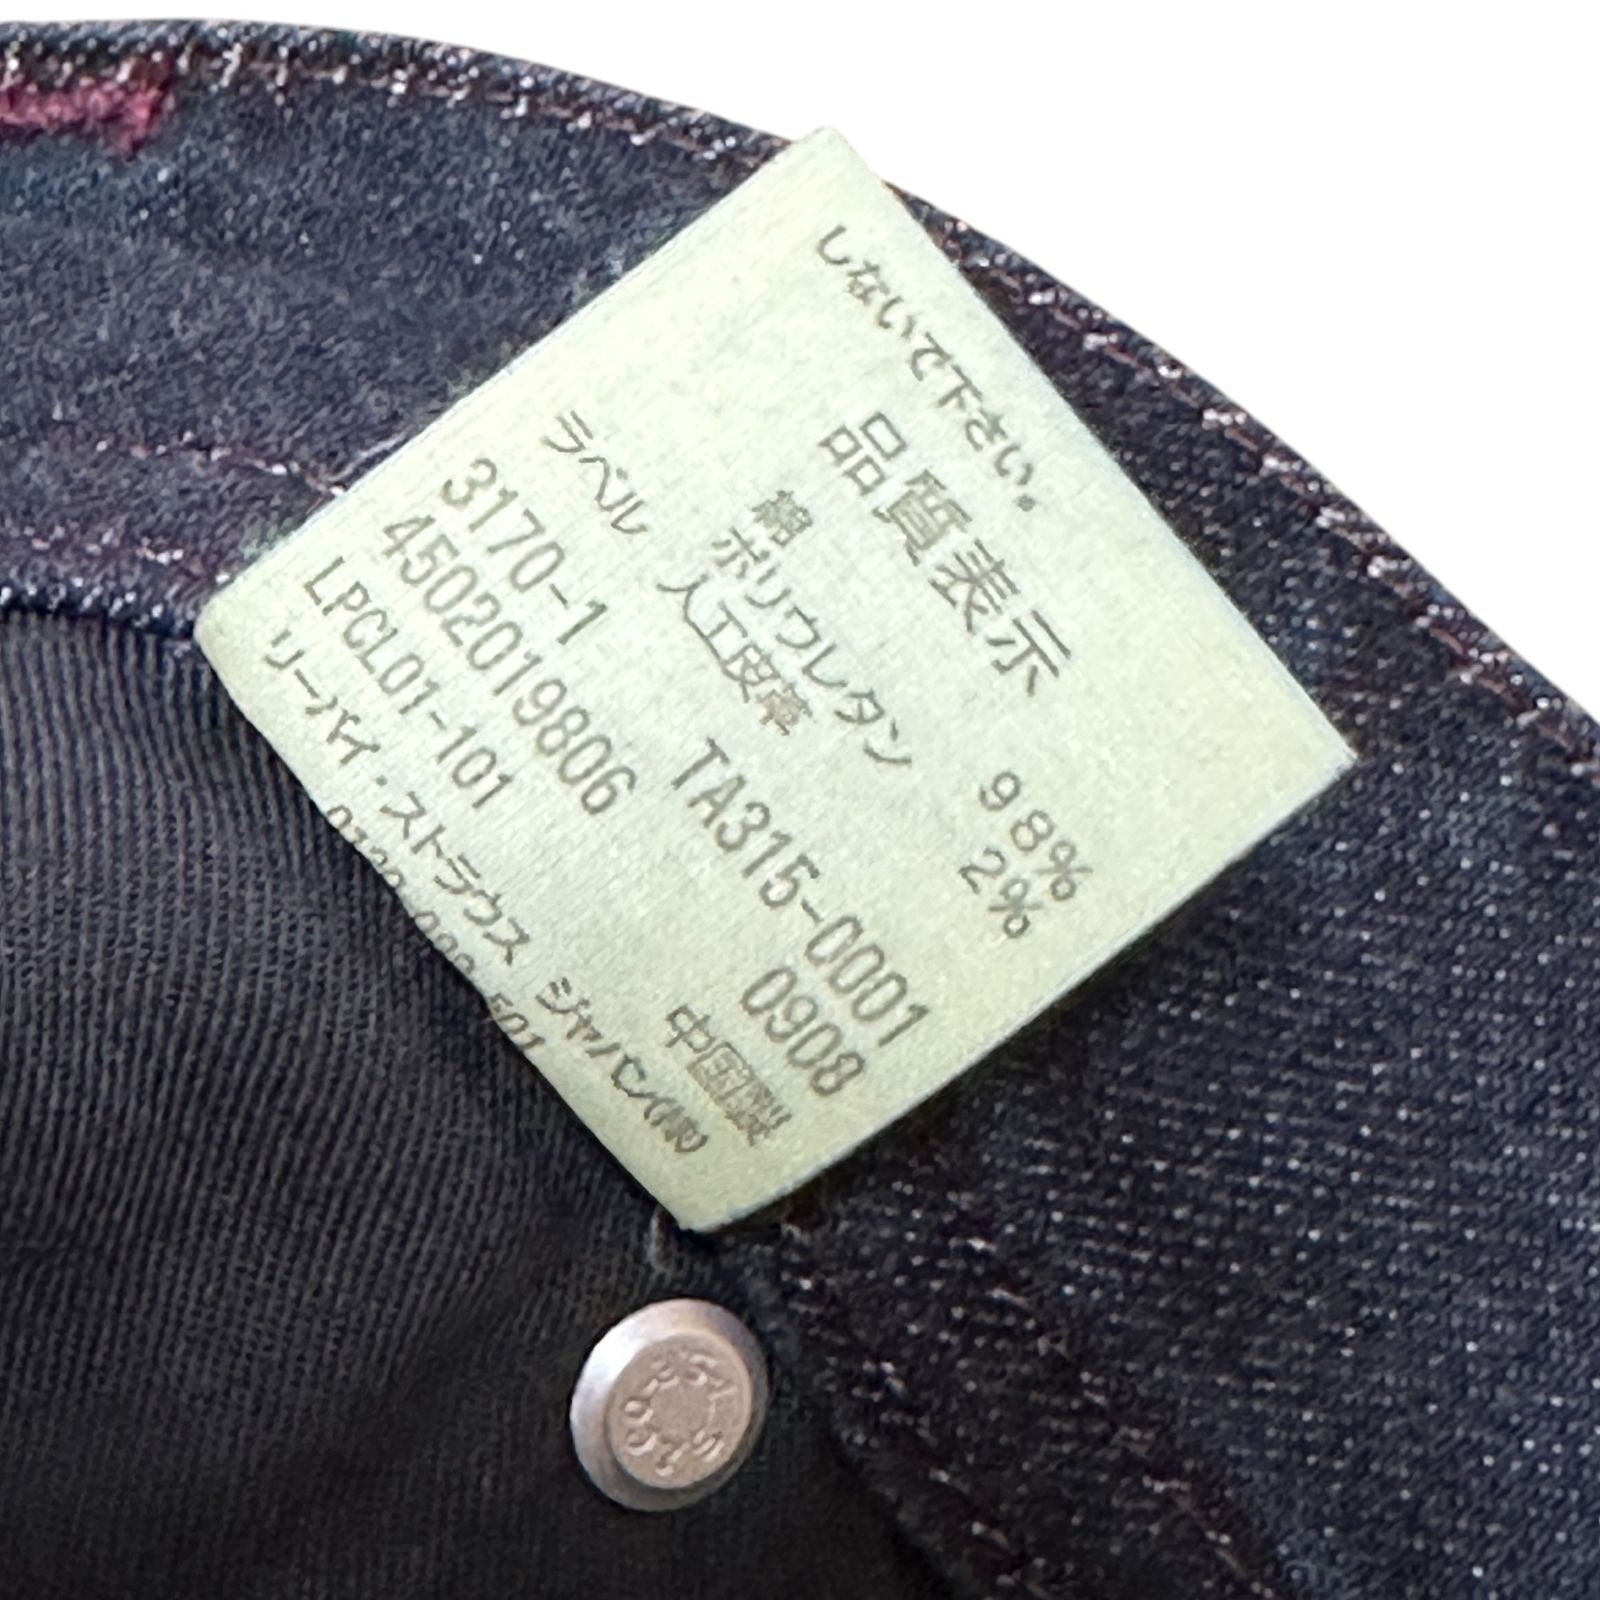 しないで下さい。
品質表示
綿 98%
ポリウレタン 2%
ラベル 人工皮革
3170-1 TA315-0001
4502019806 0908
LPCL01-101 中国製
リーバイ・ストラウス ジャパン(株)